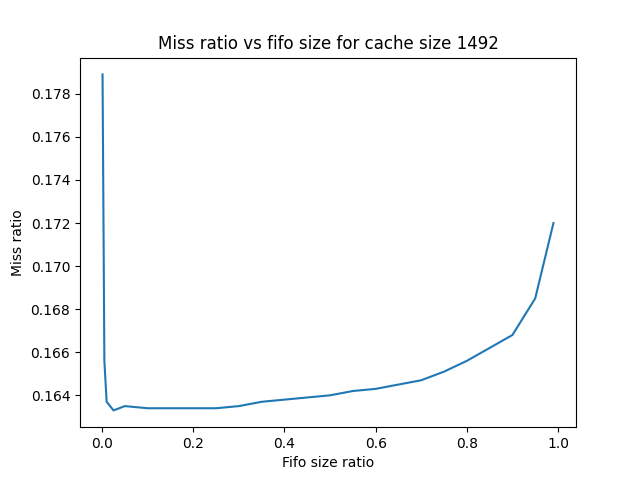 Miss ratio vs fifo size for cache size 1492
0.178
0.176
0.174
0.172
0.170
0.168
0.166
0.164
Miss ratio
0.0 0.2 0.4 0.6 0.8 1.0
Fifo size ratio